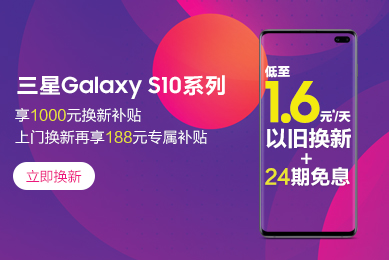 三星Galaxy S10系列
享1000元换新补贴
上门换新再享188元专属补贴
立即换新
低至
1.6元*/天
以旧换新
+
24期免息